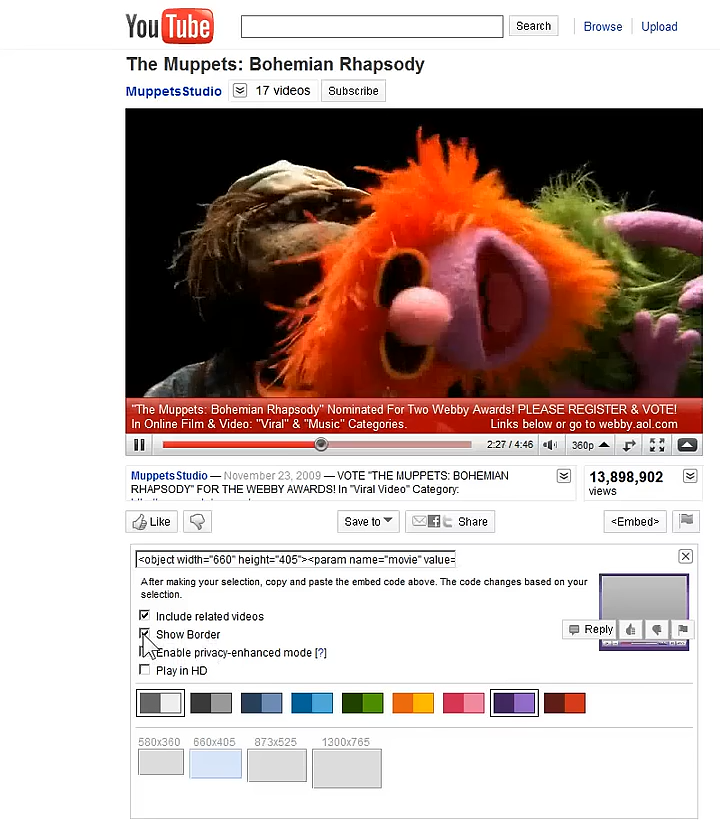 YouTube
Search
Browse
Upload
The Muppets: Bohemian Rhapsody
MuppetsStudio
17 videos
Subscribe
"The Muppets: Bohemian Rhapsody" Nominated For Two Webby Awards! PLEASE REGISTER & VOTE!
In Online Film & Video: "Viral" & "Music" Categories. Links below or go to webby.aol.com
2:27 / 4:46
360p
MuppetsStudio — November 23, 2009 — VOTE "THE MUPPETS: BOHEMIAN
RHAPSODY" FOR THE WEBBY AWARDS! In "Viral Video" Category:
13,898,902
views
Like
Save to
Share
<Embed>
<object width="660" height="405"><param name="movie" value=
After making your selection, copy and paste the embed code above. The code changes based on your
selection.
Include related videos
Show Border
Reply
Enable privacy-enhanced mode [?]
Play in HD
580x360
660x405
873x525
1300x765